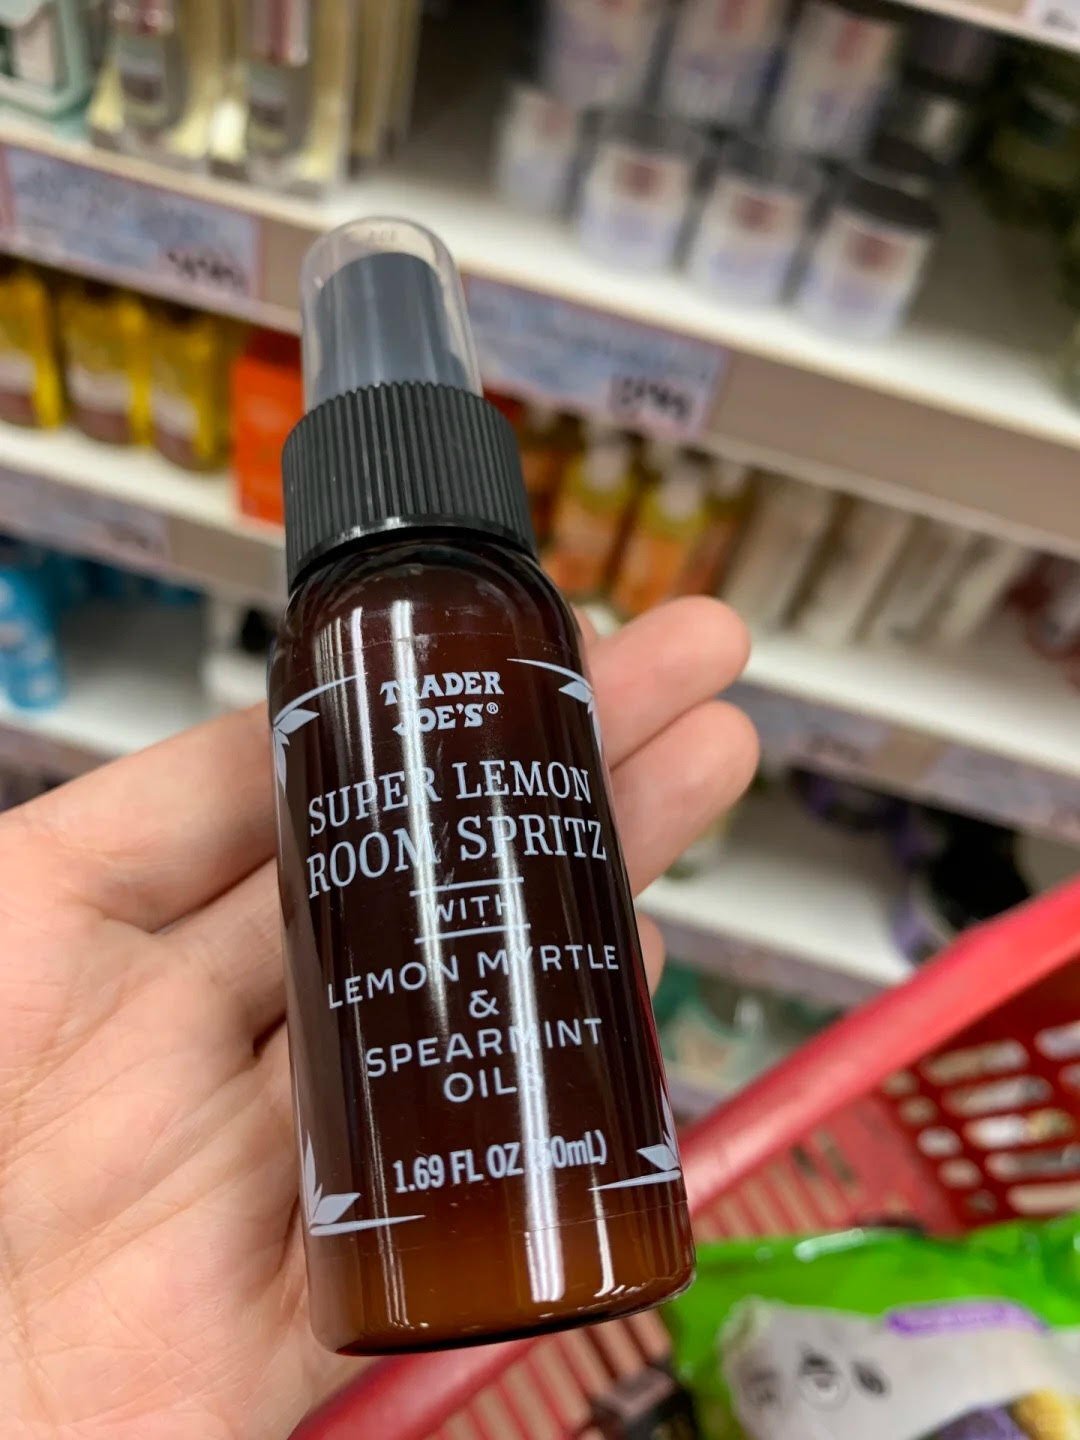 TRADER
JOE'S®
SUPER LEMON
ROOM SPRITZ
WITH
LEMON MYRTLE
&
SPEARMINT
OILS
1.69 FL OZ (50mL)